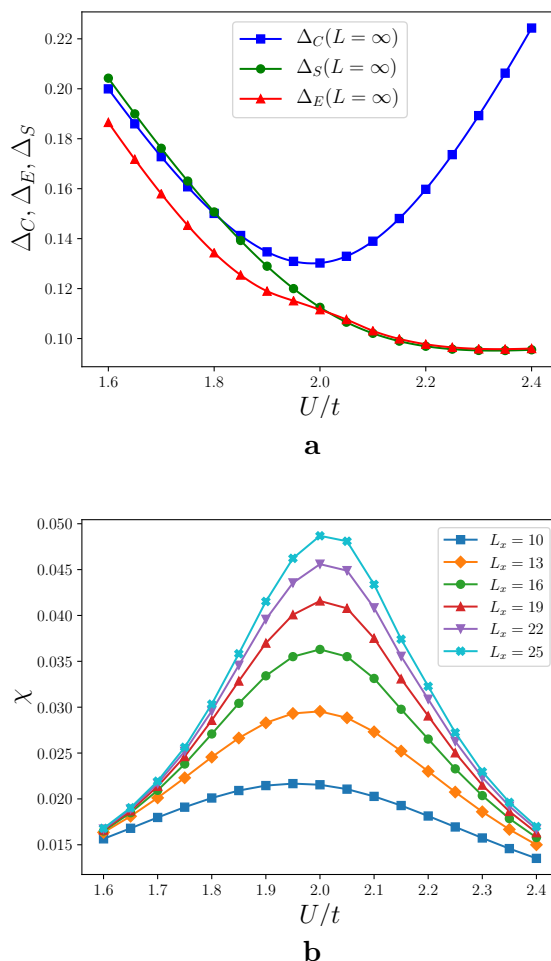 0.22
0.20
0.18
0.16
0.14
0.12
0.10
Δ_C, Δ_E, Δ_S
Δ_C(L = ∞)
Δ_S(L = ∞)
Δ_E(L = ∞)
1.6 1.8 2.0 2.2 2.4
U/t
a
0.050
0.045
0.040
0.035
0.030
0.025
0.020
0.015
χ
L_x = 10
L_x = 13
L_x = 16
L_x = 19
L_x = 22
L_x = 25
1.6 1.7 1.8 1.9 2.0 2.1 2.2 2.3 2.4
U/t
b